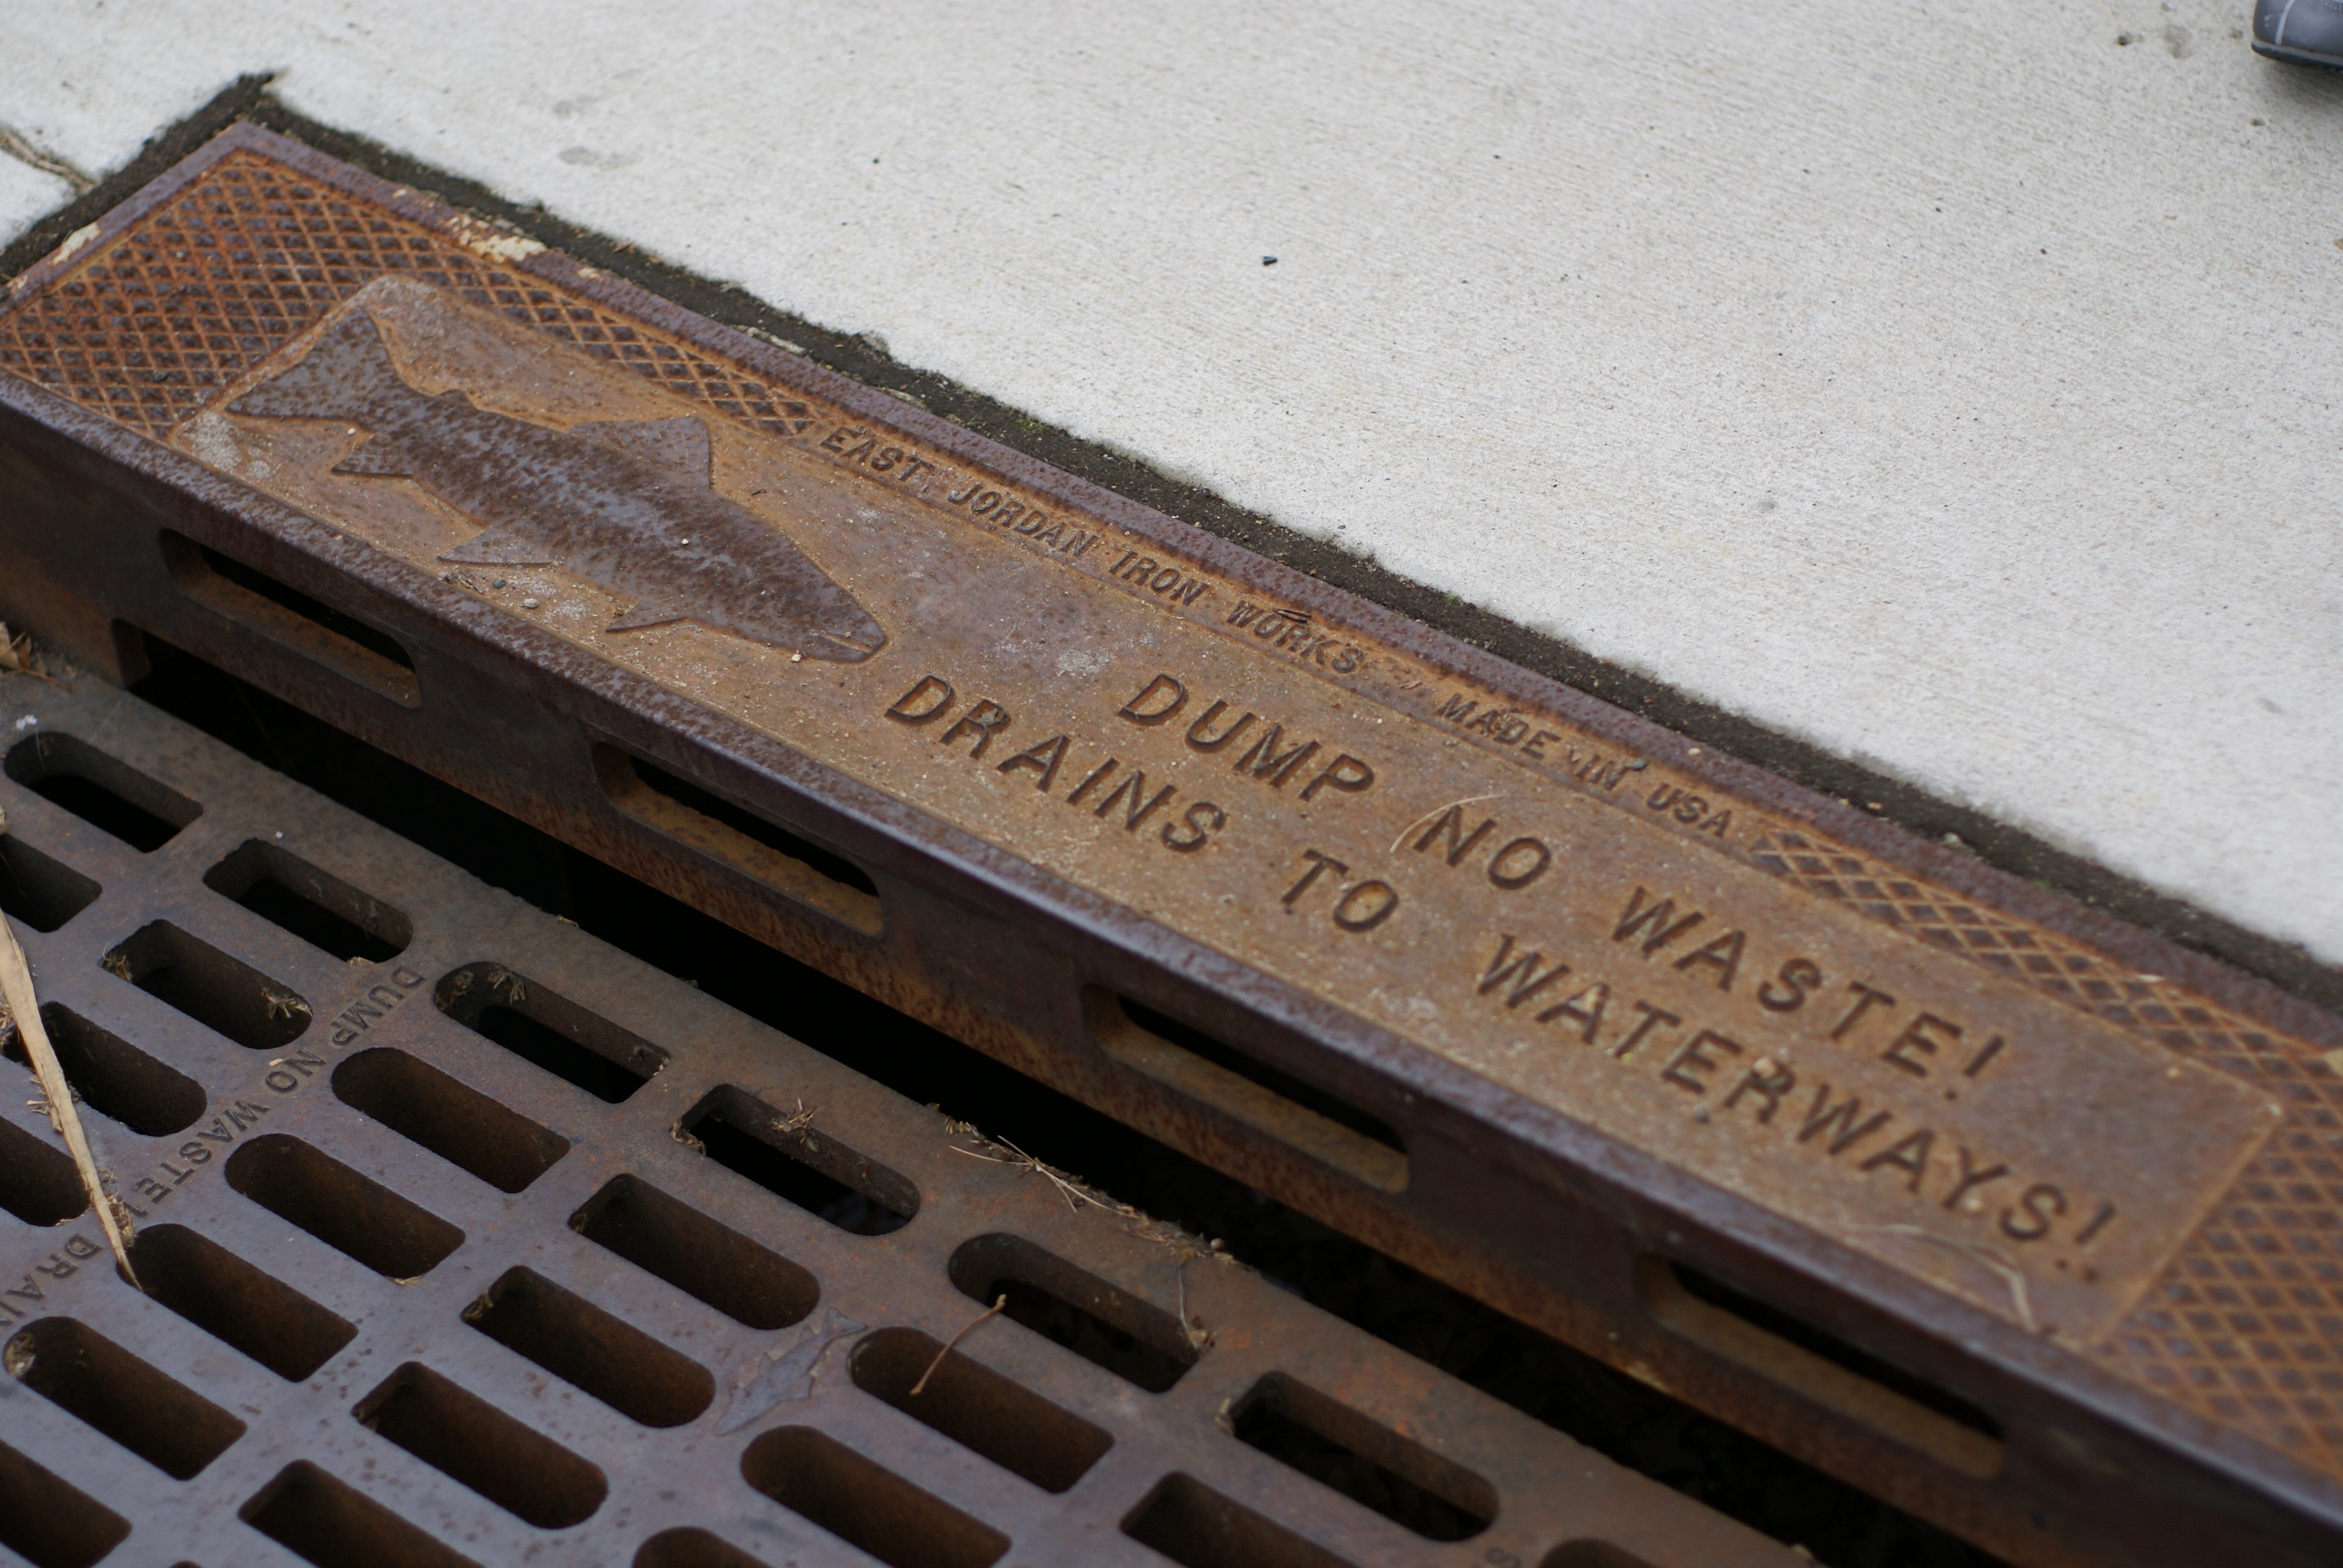 EAST JORDAN IRON WORKS MADE IN USA
DUMP NO WASTE!
DRAINS TO WATERWAYS!
DUMP NO WASTE!